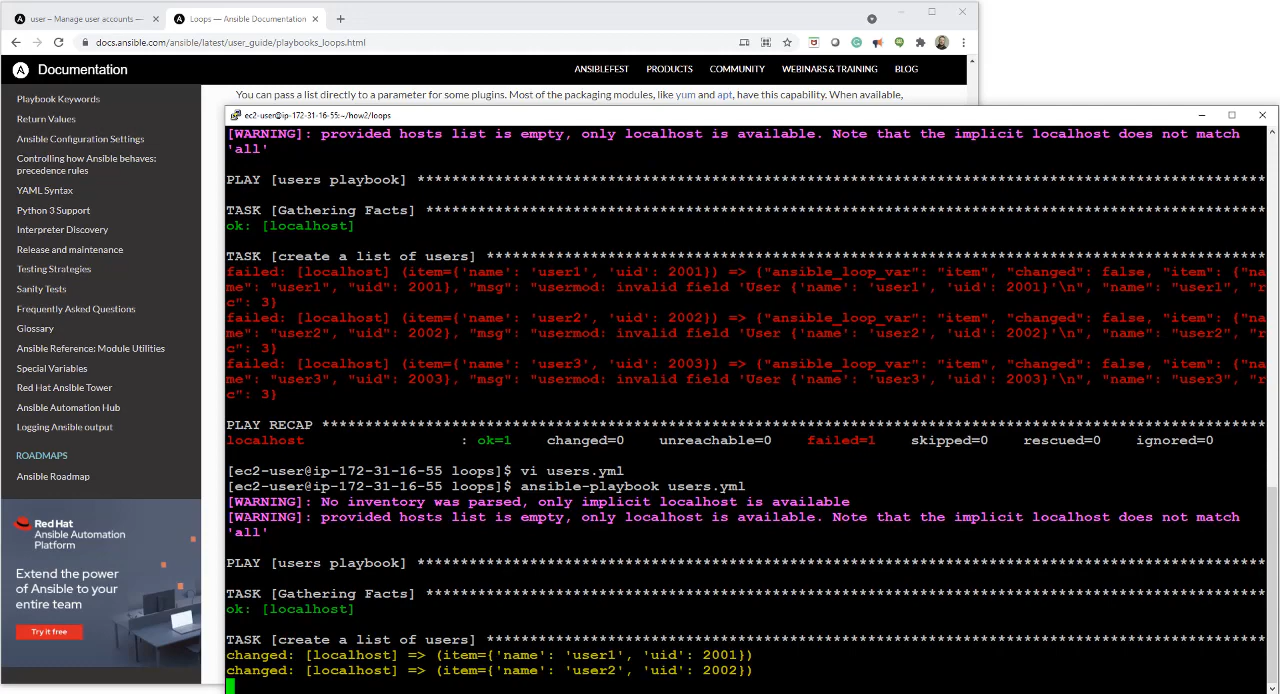 user – Manage user accounts —
Loops — Ansible Documentation
docs.ansible.com/ansible/latest/user_guide/playbooks_loops.html
Documentation
ANSIBLEFEST
PRODUCTS
COMMUNITY
WEBINARS & TRAINING
BLOG
You can pass a list directly to a parameter for some plugins. Most of the packaging modules, like yum and apt, have this capability. When available,
Playbook Keywords
Return Values
Ansible Configuration Settings
Controlling how Ansible behaves:
precedence rules
YAML Syntax
Python 3 Support
Interpreter Discovery
Release and maintenance
Testing Strategies
Sanity Tests
Frequently Asked Questions
Glossary
Ansible Reference: Module Utilities
Special Variables
Red Hat Ansible Tower
Ansible Automation Hub
Logging Ansible output
ROADMAPS
Ansible Roadmap
Red Hat
Ansible Automation
Platform
Extend the power
of Ansible to your
entire team
Try it free
ec2-user@ip-172-31-16-55:~/how2/loops
[WARNING]: provided hosts list is empty, only localhost is available. Note that the implicit localhost does not match
'all'
PLAY [users playbook] **********************************************************************************************
TASK [Gathering Facts] *********************************************************************************************
ok: [localhost]
TASK [create a list of users] **************************************************************************************
failed: [localhost] (item={'name': 'user1', 'uid': 2001}) => {"ansible_loop_var": "item", "changed": false, "item": {"na
me": "user1", "uid": 2001}, "msg": "usermod: invalid field 'User {'name': 'user1', 'uid': 2001}'\n", "name": "user1", "r
c": 3}
failed: [localhost] (item={'name': 'user2', 'uid': 2002}) => {"ansible_loop_var": "item", "changed": false, "item": {"na
me": "user2", "uid": 2002}, "msg": "usermod: invalid field 'User {'name': 'user2', 'uid': 2002}'\n", "name": "user2", "r
c": 3}
failed: [localhost] (item={'name': 'user3', 'uid': 2003}) => {"ansible_loop_var": "item", "changed": false, "item": {"na
me": "user3", "uid": 2003}, "msg": "usermod: invalid field 'User {'name': 'user3', 'uid': 2003}'\n", "name": "user3", "r
c": 3}
PLAY RECAP *********************************************************************************************************
localhost : ok=1 changed=0 unreachable=0 failed=1 skipped=0 rescued=0 ignored=0
[ec2-user@ip-172-31-16-55 loops]$ vi users.yml
[ec2-user@ip-172-31-16-55 loops]$ ansible-playbook users.yml
[WARNING]: No inventory was parsed, only implicit localhost is available
[WARNING]: provided hosts list is empty, only localhost is available. Note that the implicit localhost does not match
'all'
PLAY [users playbook] **********************************************************************************************
TASK [Gathering Facts] *********************************************************************************************
ok: [localhost]
TASK [create a list of users] **************************************************************************************
changed: [localhost] => (item={'name': 'user1', 'uid': 2001})
changed: [localhost] => (item={'name': 'user2', 'uid': 2002})